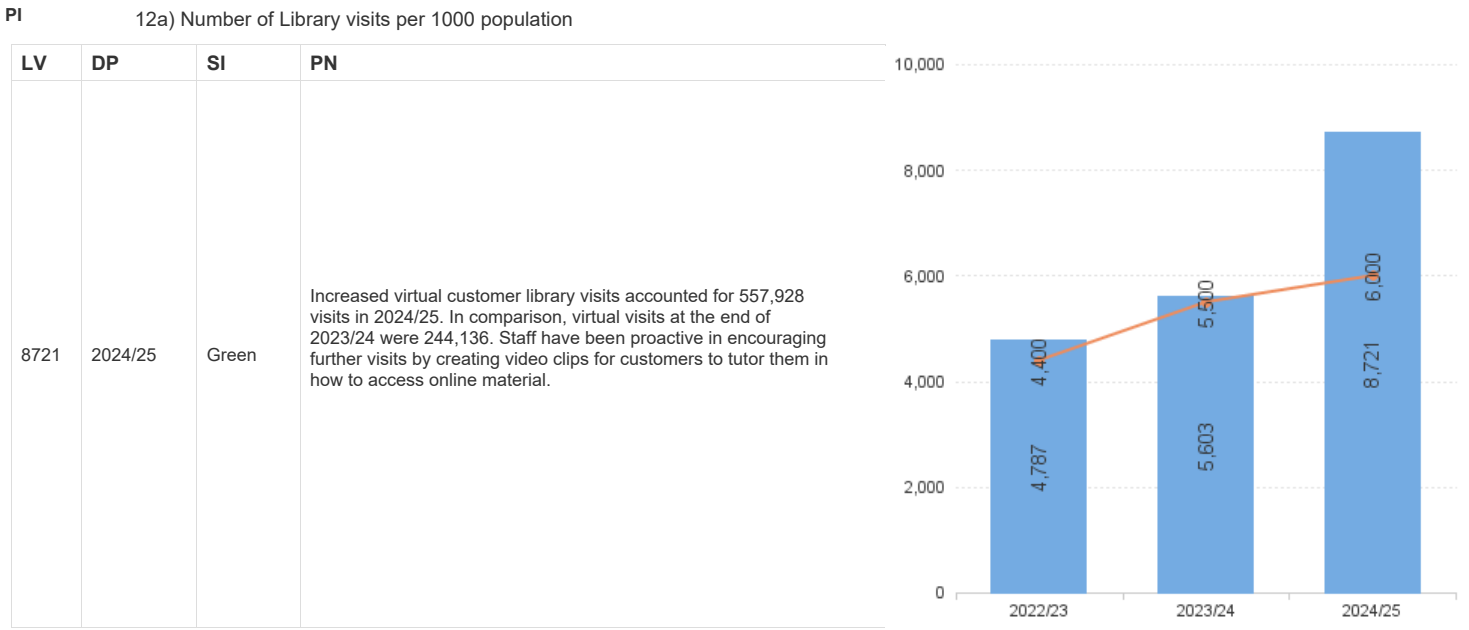 PI
12a) Number of Library visits per 1000 population
LV DP SI PN
8721 2024/25 Green
Increased virtual customer library visits accounted for 557,928
visits in 2024/25. In comparison, virtual visits at the end of
2023/24 were 244,136. Staff have been proactive in encouraging
further visits by creating video clips for customers to tutor them in
how to access online material.
10,000
8,000
6,000
4,000
2,000
0
4,400
4,787
5,500
5,603
6,000
8,721
2022/23 2023/24 2024/25